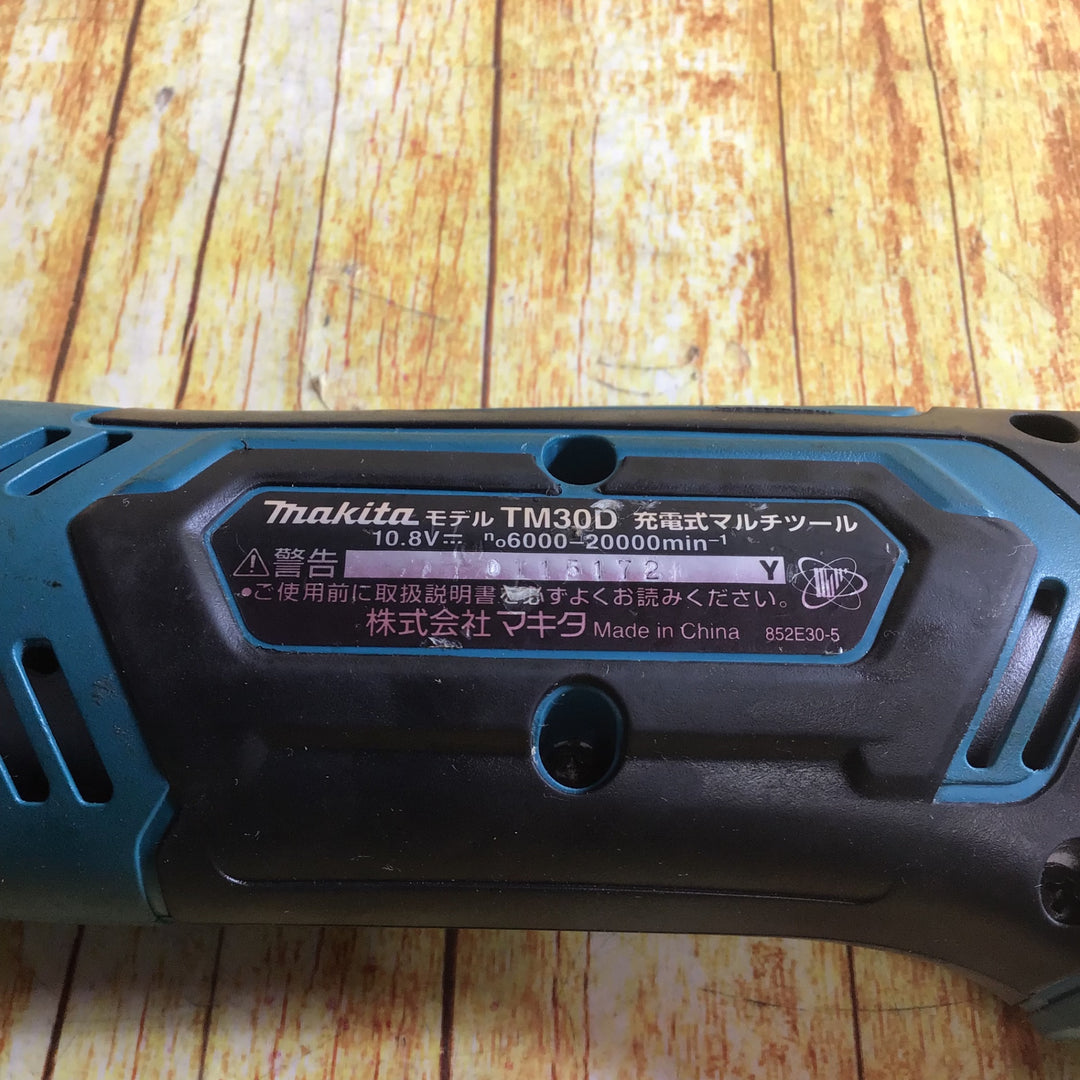 makita モデル TM30D 充電式マルチツール
10.8V⎓ n₀6000-20000min⁻¹
⚠警告 Y
●ご使用前に取扱説明書を必ずよくお読みください。
株式会社マキタ Made in China 852E30-5